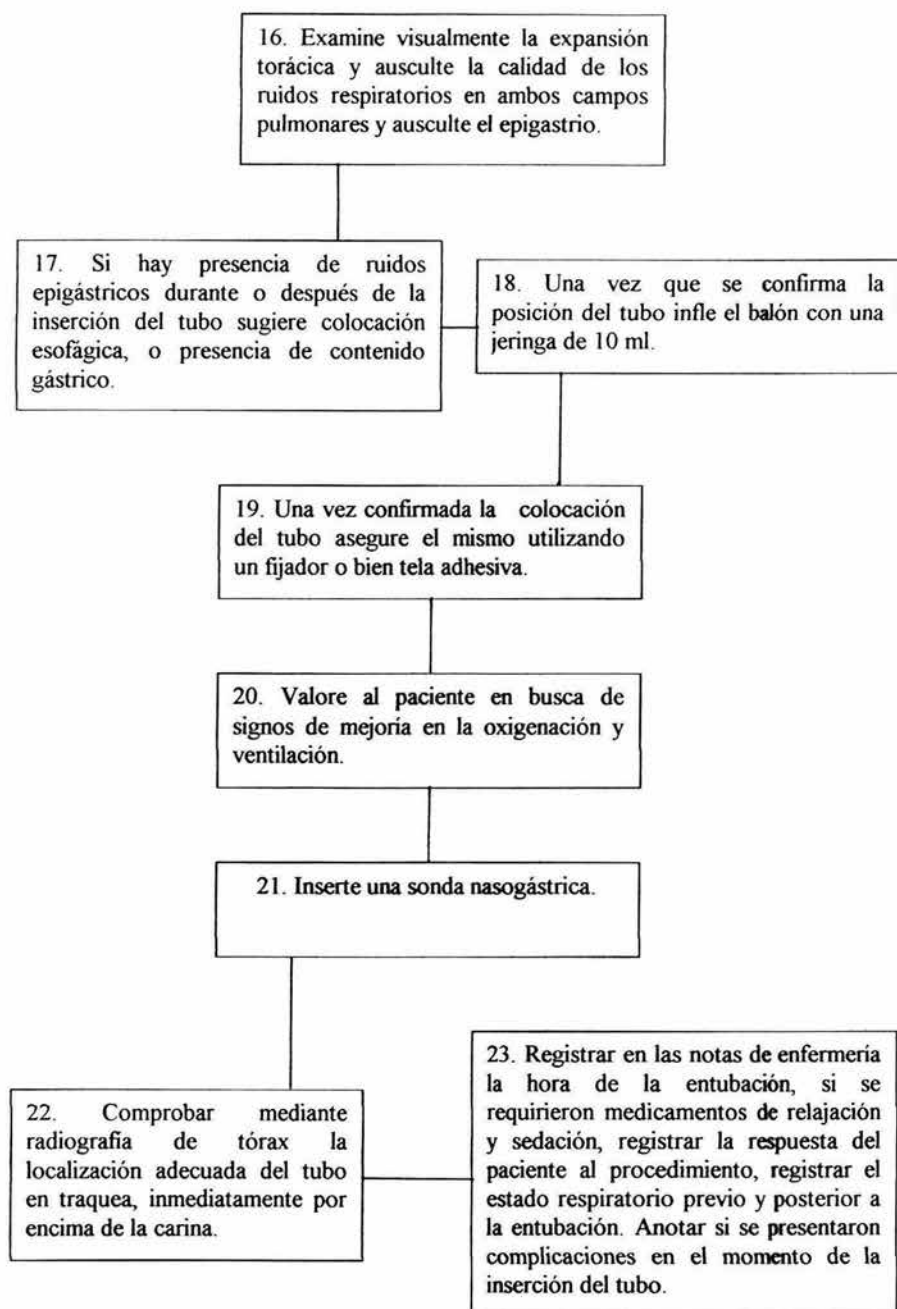 16. Examine visualmente la expansión
torácica y ausculte la calidad de los
ruidos respiratorios en ambos campos
pulmonares y ausculte el epigastrio.
17. Si hay presencia de ruidos
epigástricos durante o después de la
inserción del tubo sugiere colocación
esofágica, o presencia de contenido
gástrico.
18. Una vez que se confirma la
posición del tubo infle el balón con una
jeringa de 10 ml.
19. Una vez confirmada la colocación
del tubo asegure el mismo utilizando
un fijador o bien tela adhesiva.
20. Valore al paciente en busca de
signos de mejoría en la oxigenación y
ventilación.
21. Inserte una sonda nasogástrica.
22. Comprobar mediante
radiografía de tórax la
localización adecuada del tubo
en traquea, inmediatamente por
encima de la carina.
23. Registrar en las notas de enfermería
la hora de la entubación, si se
requirieron medicamentos de relajación
y sedación, registrar la respuesta del
paciente al procedimiento, registrar el
estado respiratorio previo y posterior a
la entubación. Anotar si se presentaron
complicaciones en el momento de la
inserción del tubo.